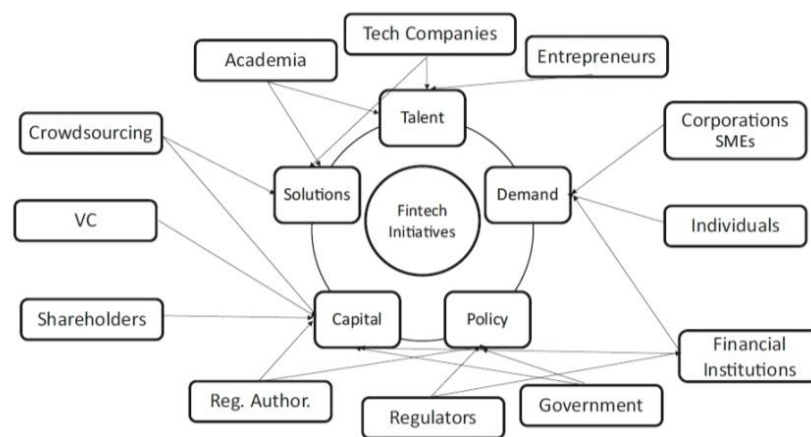 Tech Companies
Academia
Entrepreneurs
Talent
Crowdsourcing
Corporations
SMEs
Solutions
Demand
Fintech
Initiatives
VC
Individuals
Shareholders
Capital
Policy
Financial
Institutions
Reg. Author.
Regulators
Government